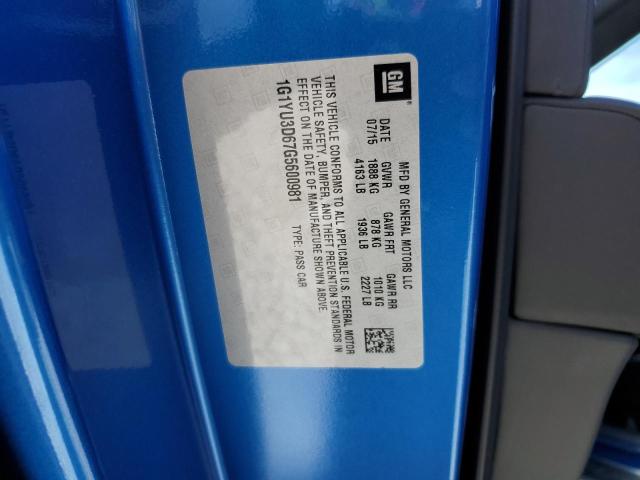 GM
MFD BY GENERAL MOTORS LLC
DATE GVWR GAWR FRT GAWR RR
07/15 1888 KG 878 KG 1010 KG
4163 LB 1936 LB 2227 LB
THIS VEHICLE CONFORMS TO ALL APPLICABLE U.S. FEDERAL MOTOR
VEHICLE SAFETY, BUMPER, AND THEFT PREVENTION STANDARDS IN
EFFECT ON THE DATE OF MANUFACTURE SHOWN ABOVE.
1G1YU3D67G5600981 TYPE: PASS CAR